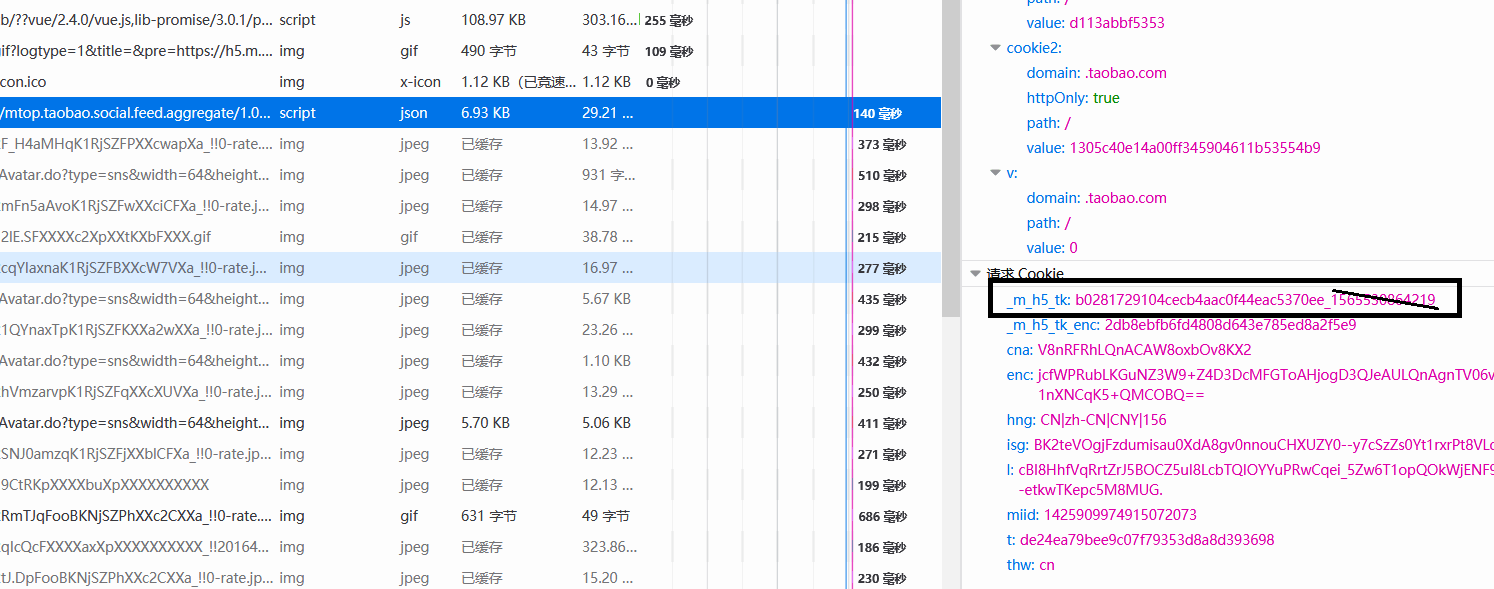 b/??vue/2.4.0/vue.js,lib-promise/3.0.1/p... script js 108.97 KB 303.16... 255 毫秒
if?logtype=1&title=&pre=https://h5.m.... img gif 490 字节 43 字节 109 毫秒
con.ico img x-icon 1.12 KB（已竞速... 1.12 KB 0 毫秒
/mtop.taobao.social.feed.aggregate/1.0... script json 6.93 KB 29.21 ... 140 毫秒
F_H4aMHqK1RjSZFPXXcwapXa_!!0-rate.... img jpeg 已缓存 13.92 ... 373 毫秒
Avatar.do?type=sns&width=64&height... img jpeg 已缓存 931 字... 510 毫秒
mFn5aAvoK1RjSZFwXXciCFXa_!!0-rate.j... img jpeg 已缓存 14.97 ... 298 毫秒
2IE.SFXXXXc2XpXXtKXbFXXX.gif img gif 已缓存 38.78 ... 215 毫秒
cqYIaxnaK1RjSZFBXXcW7VXa_!!0-rate.j... img jpeg 已缓存 16.97 ... 277 毫秒
Avatar.do?type=sns&width=64&height... img jpeg 已缓存 5.67 KB 435 毫秒
1QYnaxTpK1RjSZFKXXa2wXXa_!!0-rate.j... img jpeg 已缓存 23.26 ... 299 毫秒
Avatar.do?type=sns&width=64&height... img jpeg 已缓存 1.10 KB 432 毫秒
hVmzarvpK1RjSZFqXXcXUVXa_!!0-rate.j... img jpeg 已缓存 13.29 ... 250 毫秒
Avatar.do?type=sns&width=64&height... img jpeg 5.70 KB 5.06 KB 411 毫秒
SNJ0amzqK1RjSZFjXXblCFXa_!!0-rate.jp... img jpeg 已缓存 12.23 ... 271 毫秒
9CtRKpXXXXbuXpXXXXXXXXXX img jpeg 已缓存 12.13 ... 199 毫秒
RmTJqFooBKNjSZPhXXc2CXXa_!!0-rate.... img gif 631 字节 49 字节 686 毫秒
qIcQcFXXXXaxXpXXXXXXXXXX_!!20164... img jpeg 已缓存 323.86... 186 毫秒
tJ.DpFooBKNjSZPhXXc2CXXa_!!0-rate.jp... img jpeg 已缓存 15.20 ... 230 毫秒
path: /
value: d113abbf5353
cookie2:
domain: .taobao.com
httpOnly: true
path: /
value: 1305c40e14a00ff345904611b53554b9
v:
domain: .taobao.com
path: /
value: 0
请求 Cookie
_m_h5_tk: b0281729104cecb4aac0f44eac5370ee_1565530864219
_m_h5_tk_enc: 2db8ebfb6fd4808d643e785ed8a2f5e9
cna: V8nRFRhLQnACAW8oxbOv8KX2
enc: jcfWPRubLKGuNZ3W9+Z4D3DcMFGToAHjogD3QJeAULQnAgnTV06v
1nXNCqK5+QMCOBQ==
hng: CN|zh-CN|CNY|156
isg: BK2teVOgjFzdumisau0XdA8gv0nnouCHXUZY0--y7cSzZs0Yt1rxrPt8VLd
l: cBI8HhfVqRrtZrJ5BOCZ5uI8LcbTQIOYYuPRwCqei_5Zw6T1opQOkWjENF9
-etkwTKepc5M8MUG.
miid: 1425909974915072073
t: de24ea79bee9c07f79353d8a8d393698
thw: cn